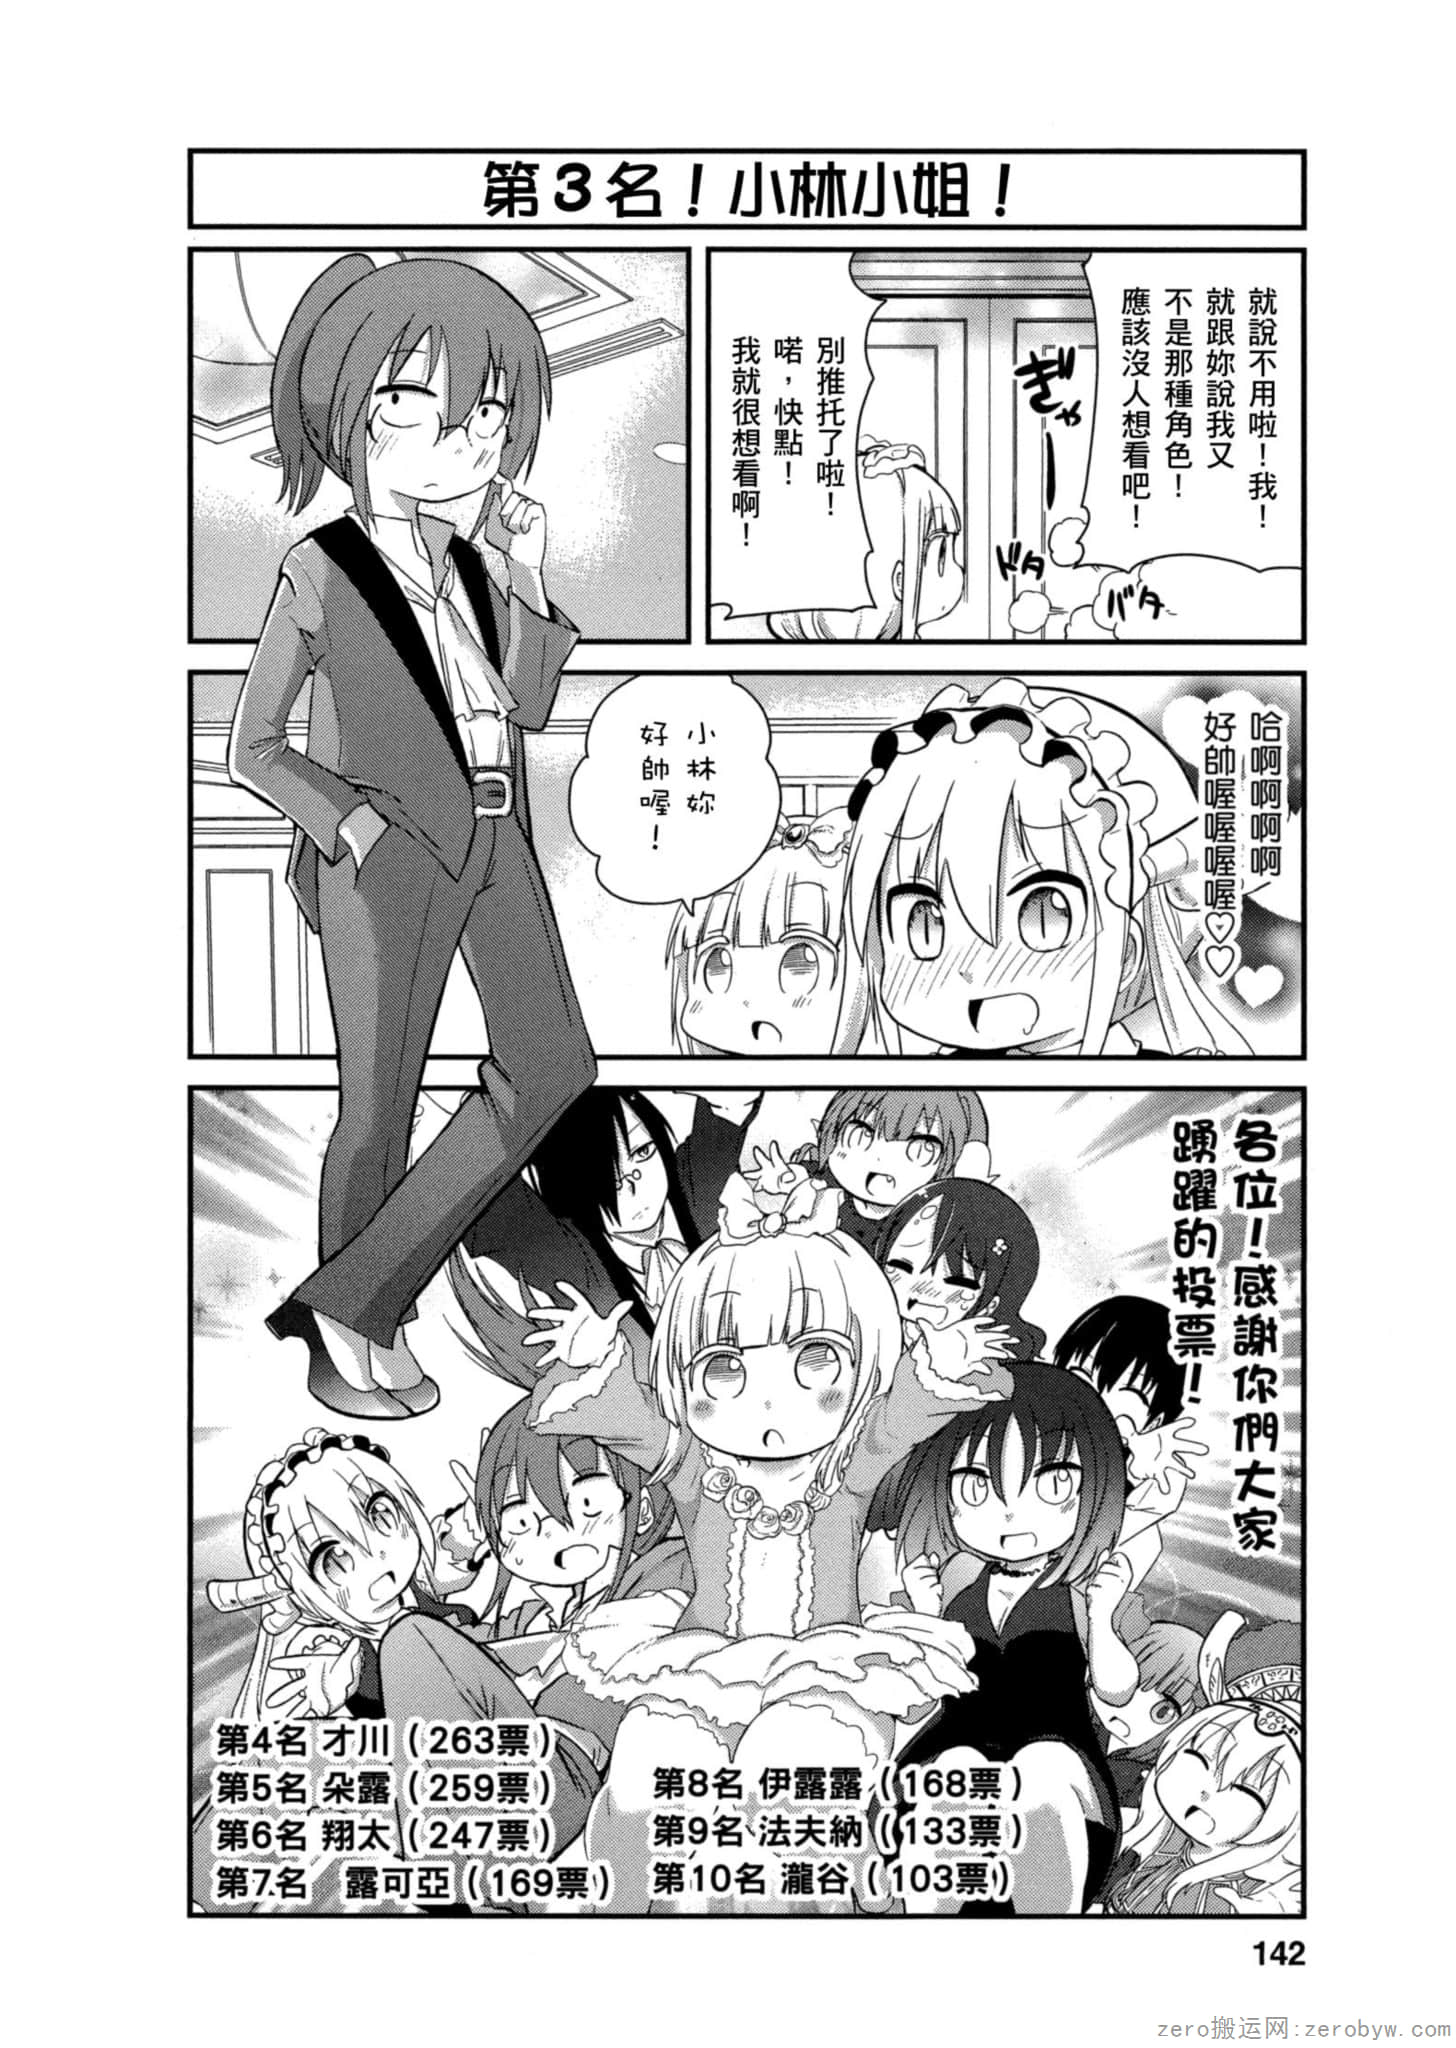 第3名！小林小姐！
就說不用啦！我！
就跟妳說我又
不是那種角色！
應該沒人想看吧！
ぎゃー
ドタ
バタ
別推托了啦！
喏，快點！
我就很想看啊！
哈啊啊啊啊
好帥喔喔喔喔♡♡
小林妳
好帥喔！
各位！感謝你們大家
踴躍的投票！
第4名 才川（263票）
第5名 朵露（259票）
第6名 翔太（247票）
第7名 露可亞（169票）
第8名 伊露露（168票）
第9名 法夫納（133票）
第10名 瀧谷（103票）
142
zero搬运网:zerobyw.com